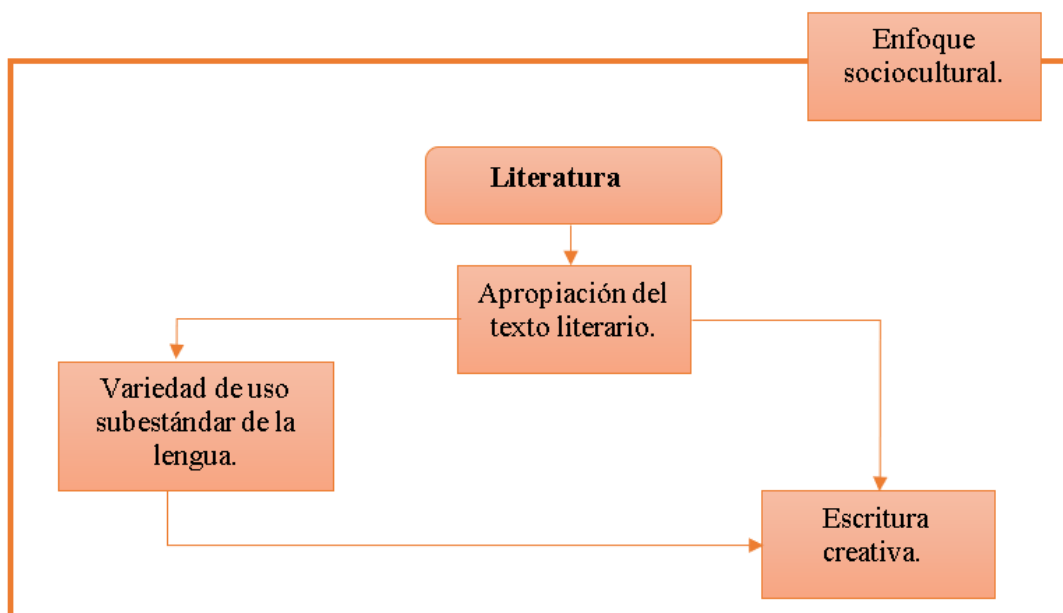 Enfoque
sociocultural.
Literatura
Apropiación del
texto literario.
Variedad de uso
subestándar de la
lengua.
Escritura
creativa.